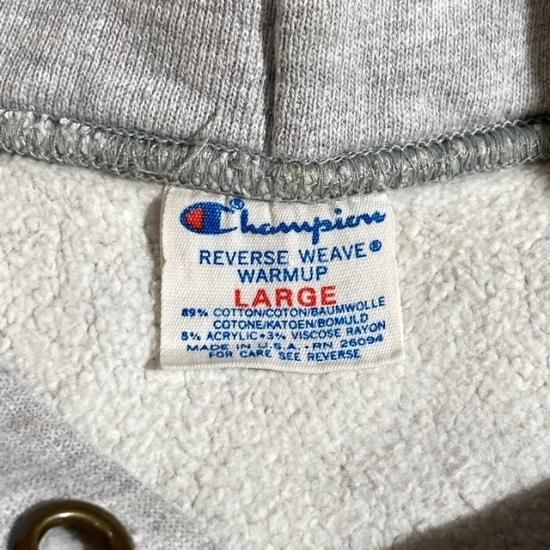 Champion®
REVERSE WEAVE®
WARMUP
LARGE
89% COTTON/COTON/BAUMWOLLE
COTONE/KATOEN/BOMULD
8% ACRYLIC • 3% VISCOSE RAYON
MADE IN U.S.A. RN 26094
FOR CARE SEE REVERSE